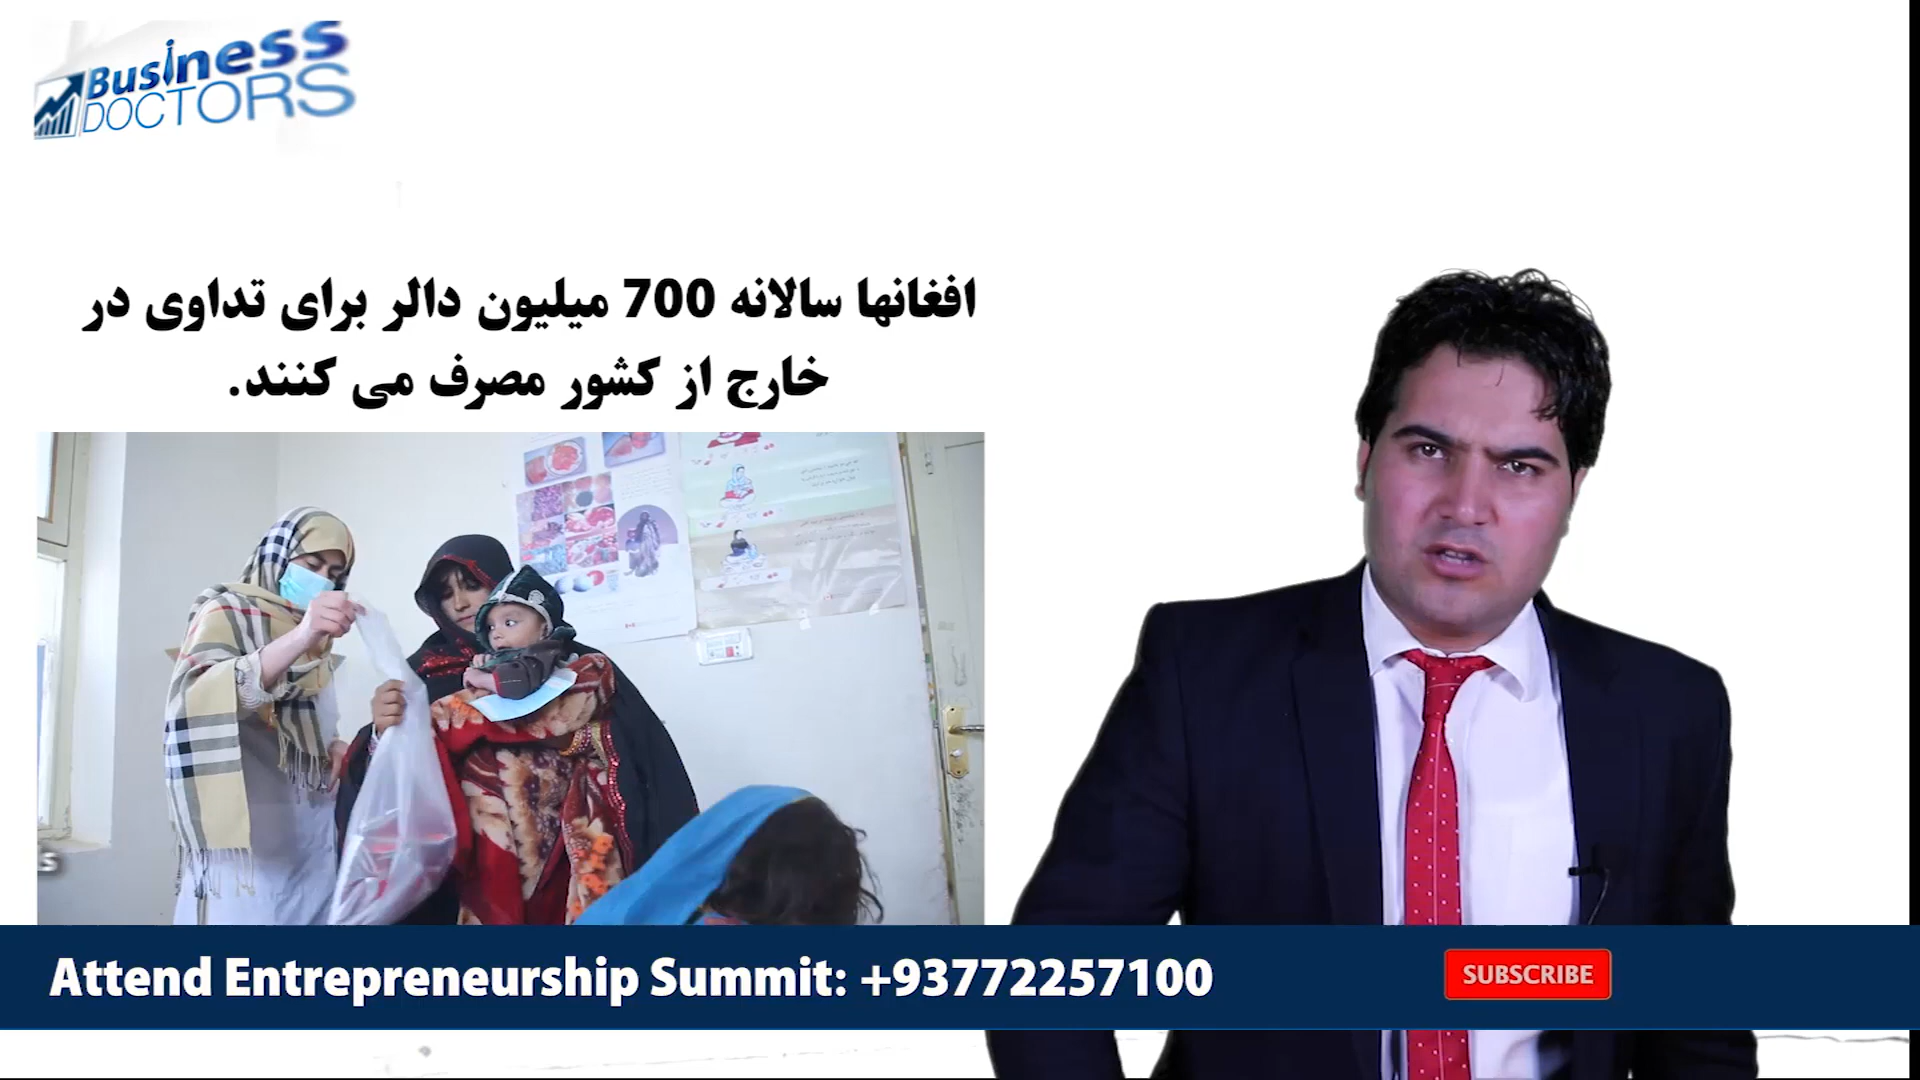 Business
DOCTORS
افغانها سالانه 700 میلیون دالر برای تداوی در
خارج از کشور مصرف می کنند.
Attend Entrepreneurship Summit: +93772257100
SUBSCRIBE